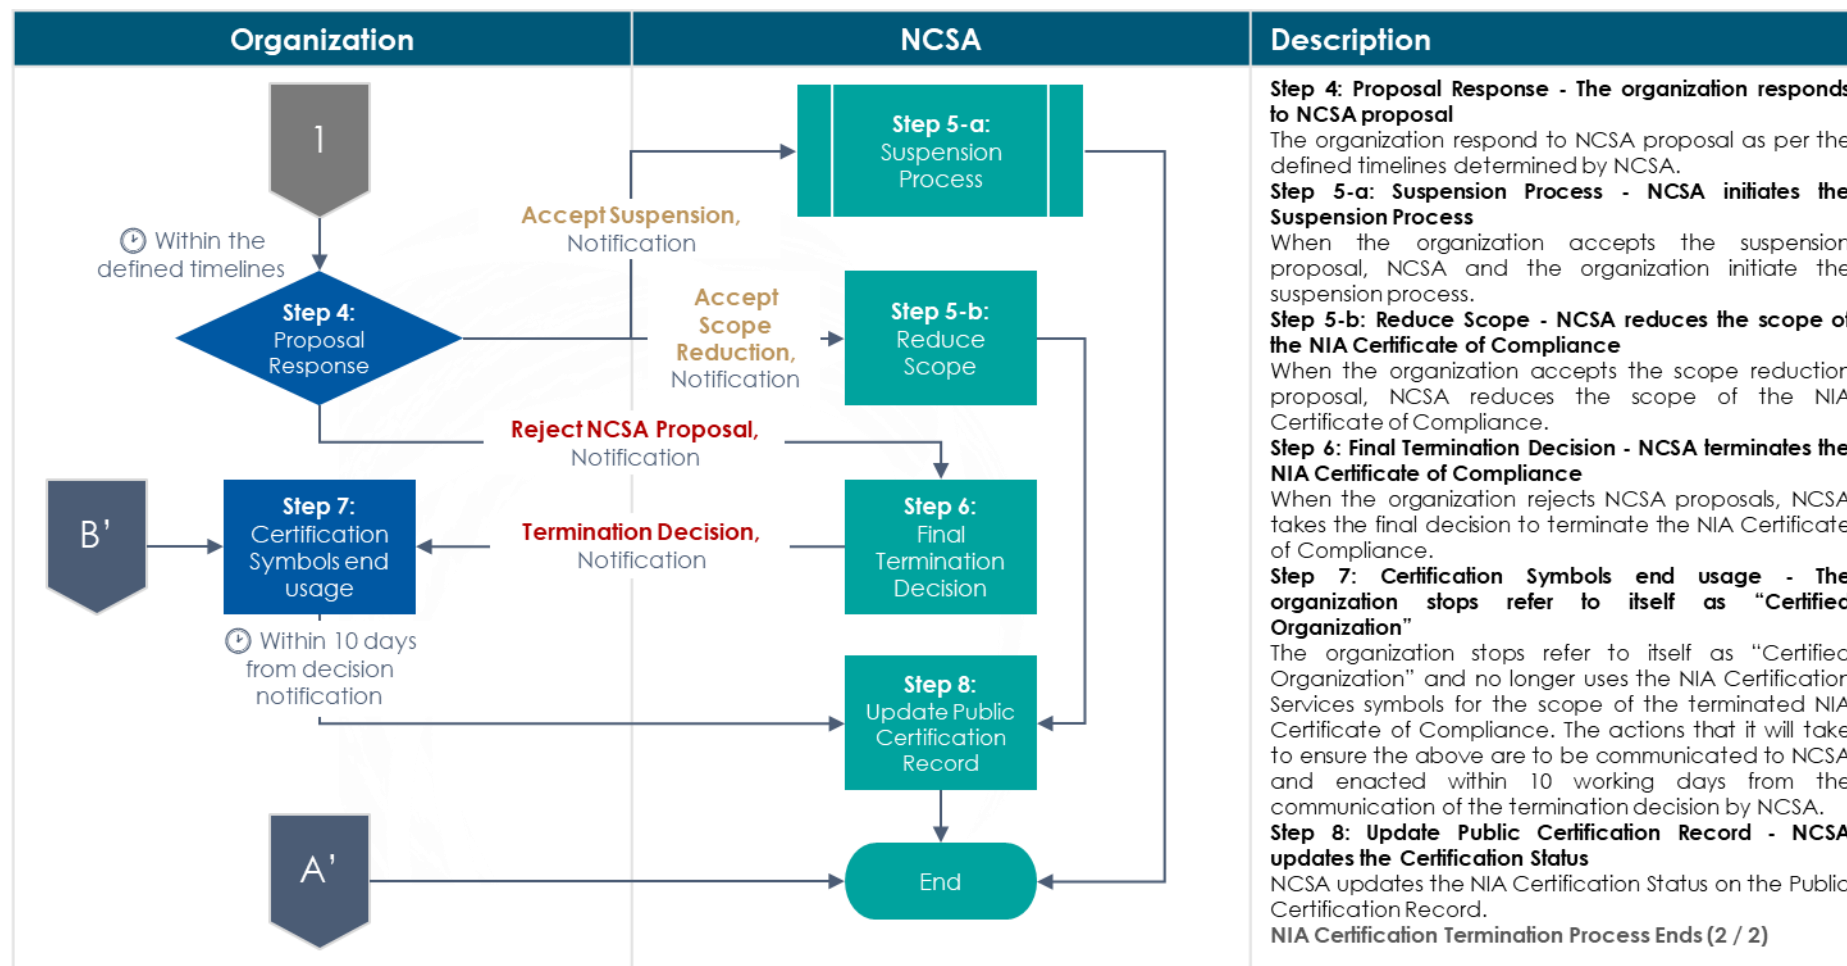 Organization
NCSA
Description
1
Within the
defined timelines
Step 4:
Proposal
Response
Accept Suspension,
Notification
Step 5-a:
Suspension
Process
Accept
Scope
Reduction,
Notification
Step 5-b:
Reduce
Scope
Reject NCSA Proposal,
Notification
B’
Step 7:
Certification
Symbols end
usage
Termination Decision,
Notification
Step 6:
Final
Termination
Decision
Within 10 days
from decision
notification
Step 8:
Update Public
Certification
Record
A’
End
Step 4: Proposal Response - The organization responds
to NCSA proposal
The organization respond to NCSA proposal as per the
defined timelines determined by NCSA.
Step 5-a: Suspension Process - NCSA initiates the
Suspension Process
When the organization accepts the suspension
proposal, NCSA and the organization initiate the
suspension process.
Step 5-b: Reduce Scope - NCSA reduces the scope of
the NIA Certificate of Compliance
When the organization accepts the scope reduction
proposal, NCSA reduces the scope of the NIA
Certificate of Compliance.
Step 6: Final Termination Decision - NCSA terminates the
NIA Certificate of Compliance
When the organization rejects NCSA proposals, NCSA
takes the final decision to terminate the NIA Certificate
of Compliance.
Step 7: Certification Symbols end usage - The
organization stops refer to itself as “Certified
Organization”
The organization stops refer to itself as “Certified
Organization” and no longer uses the NIA Certification
Services symbols for the scope of the terminated NIA
Certificate of Compliance. The actions that it will take
to ensure the above are to be communicated to NCSA
and enacted within 10 working days from the
communication of the termination decision by NCSA.
Step 8: Update Public Certification Record - NCSA
updates the Certification Status
NCSA updates the NIA Certification Status on the Public
Certification Record.
NIA Certification Termination Process Ends (2 / 2)